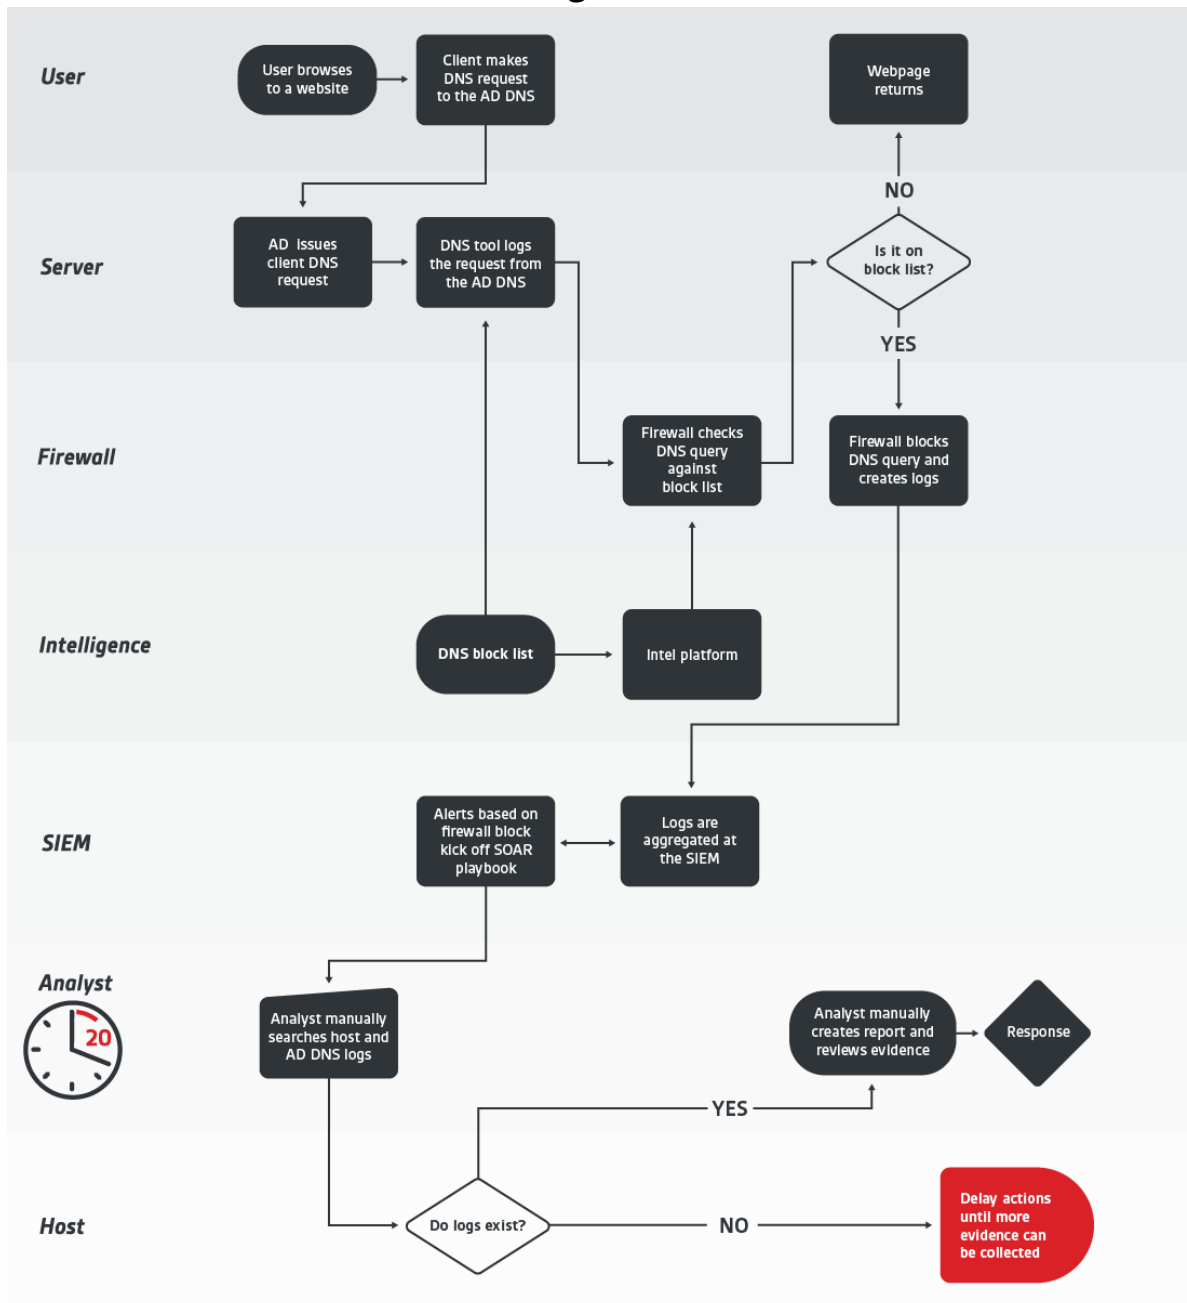 User
User browses
to a website
Client makes
DNS request
to the AD DNS
Webpage
returns
NO
Server
AD issues
client DNS
request
DNS tool logs
the request from
the AD DNS
Is it on
block list?
YES
Firewall
Firewall checks
DNS query
against
block list
Firewall blocks
DNS query and
creates logs
Intelligence
DNS block list
Intel platform
SIEM
Alerts based on
firewall block
kick off SOAR
playbook
Logs are
aggregated at
the SIEM
Analyst
20
Analyst manually
searches host and
AD DNS logs
Analyst manually
creates report and
reviews evidence
Response
YES
Host
Do logs exist?
NO
Delay actions
until more
evidence can
be collected